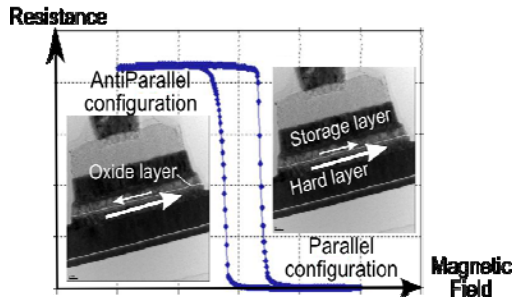 Resistance
AntiParallel
configuration
Oxide layer
Storage layer
Hard layer
Parallel
configuration
Magnetic
Field